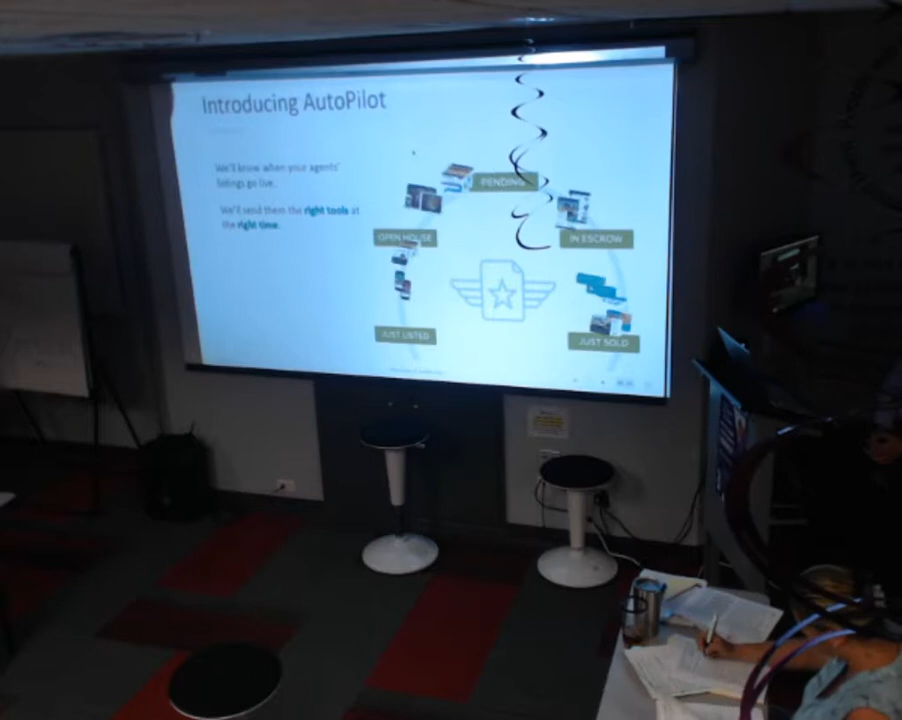 Introducing AutoPilot
We'll know when your agents'
listings go live.
We'll send them the right tools at
the right time.
PENDING
OPEN HOUSE
IN ESCROW
JUST LISTED
JUST SOLD